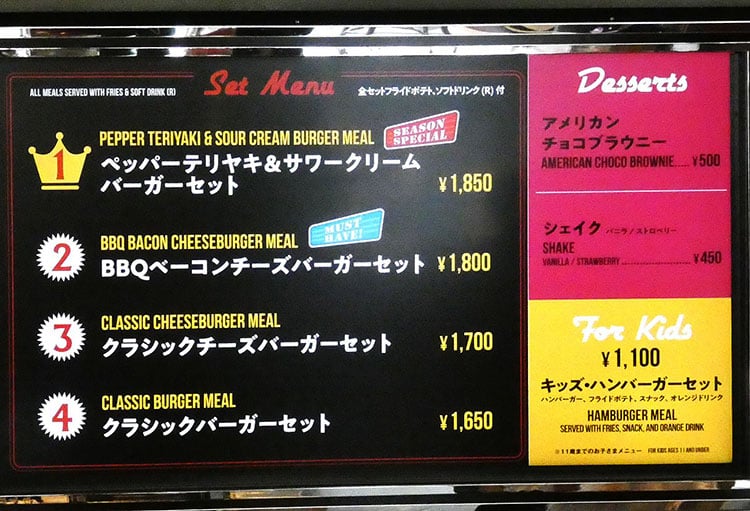 ALL MEALS SERVED WITH FRIES & SOFT DRINK (R)
Set Menu
全セットフライドポテト、ソフトドリンク (R) 付
1
PEPPER TERIYAKI & SOUR CREAM BURGER MEAL
SEASON
SPECIAL
ペッパーテリヤキ&サワークリーム
バーガーセット
¥1,850
2
BBQ BACON CHEESEBURGER MEAL
MUST
HAVE!
BBQベーコンチーズバーガーセット
¥1,800
3
CLASSIC CHEESEBURGER MEAL
クラシックチーズバーガーセット
¥1,700
4
CLASSIC BURGER MEAL
クラシックバーガーセット
¥1,650
Desserts
アメリカン
チョコブラウニー
AMERICAN CHOCO BROWNIE..... ¥500
シェイク バニラ / ストロベリー
SHAKE
VANILLA / STRAWBERRY ........................ ¥450
For Kids
¥1,100
キッズ・ハンバーガーセット
ハンバーガー、フライドポテト、スナック、オレンジドリンク
HAMBURGER MEAL
SERVED WITH FRIES, SNACK, AND ORANGE DRINK
※11歳までのお子さまメニュー FOR KIDS AGES 11 AND UNDER